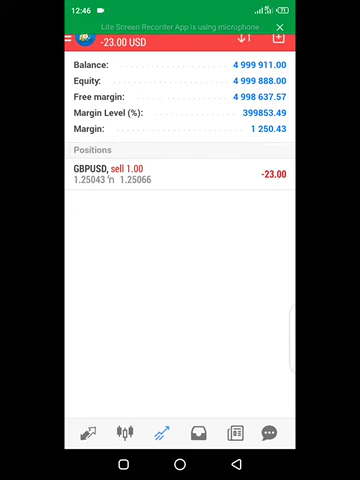 12:46
Lite Screen Recorder App is using microphone
-23.00 USD
Balance: 4 999 911.00
Equity: 4 999 888.00
Free margin: 4 998 637.57
Margin Level (%): 399853.49
Margin: 1 250.43
Positions
GBPUSD, sell 1.00
1.25043 1.25066
-23.00